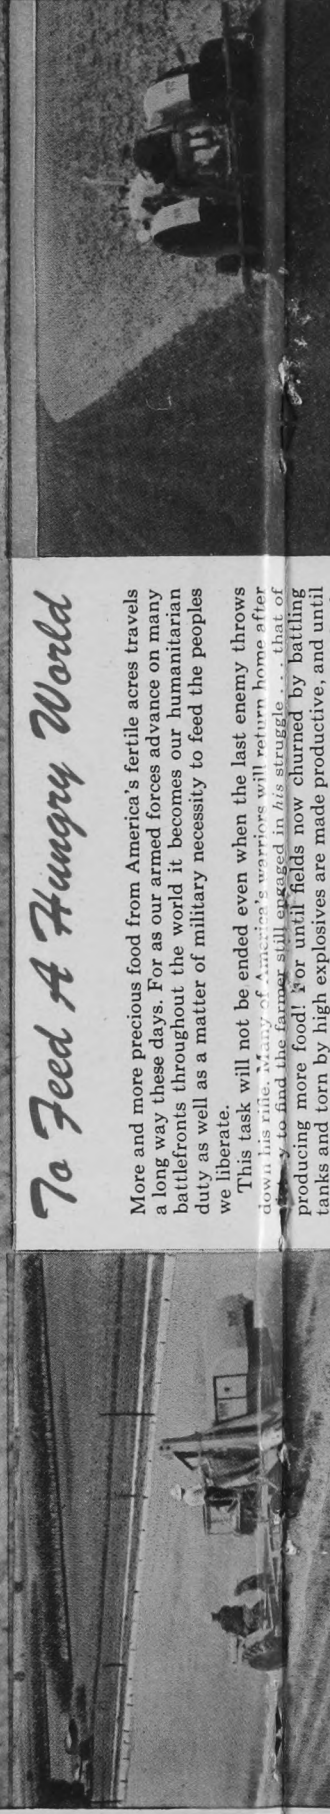 To Feed A Hungry World
More and more precious food from America's fertile acres travels
a long way these days. For as our armed forces advance on many
battlefronts throughout the world it becomes our humanitarian
duty as well as a matter of military necessity to feed the peoples
we liberate.
This task will not be ended even when the last enemy throws
down his rifle. Many of America's warriors will return home after
to find the farmer still engaged in his struggle . . . that of
producing more food! For until fields now churned by battling
tanks and torn by high explosives are made productive, and until